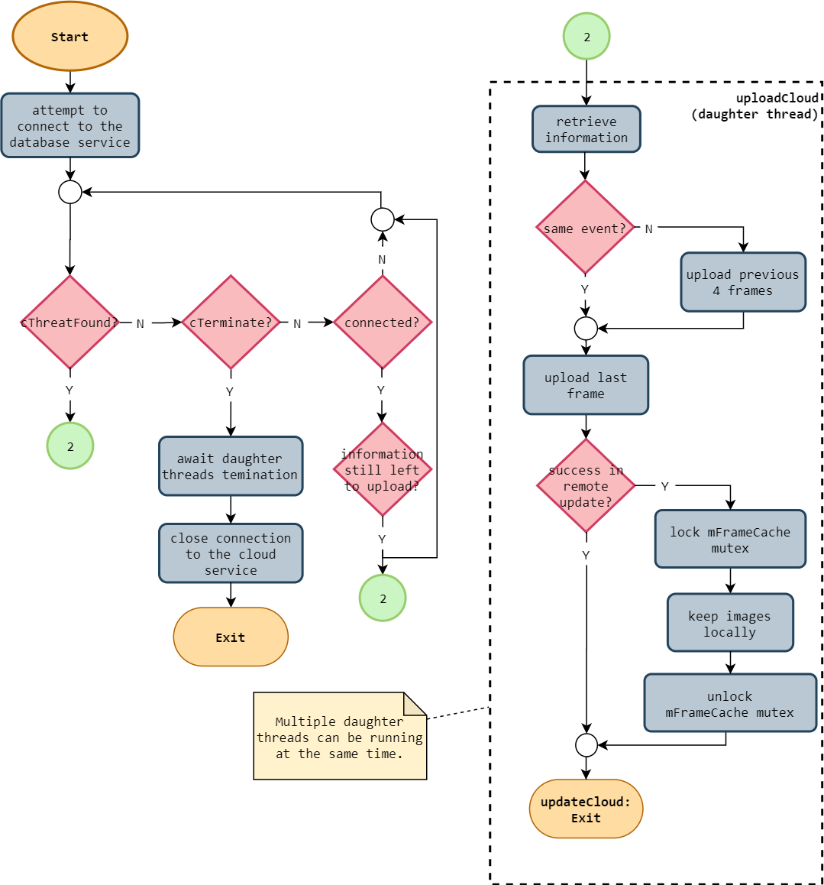 Start
attempt to
connect to the
database service
cThreatFound?
N
cTerminate?
N
connected?
N
Y
2
Y
await daughter
threads temination
close connection
to the cloud
service
Exit
Y
information
still left
to upload?
Y
2
Multiple daughter
threads can be running
at the same time.
2
uploadCloud
(daughter thread)
retrieve
information
same event?
N
upload previous
4 frames
Y
upload last
frame
success in
remote
update?
Y
lock mFrameCache
mutex
keep images
locally
unlock
mFrameCache mutex
Y
updateCloud:
Exit